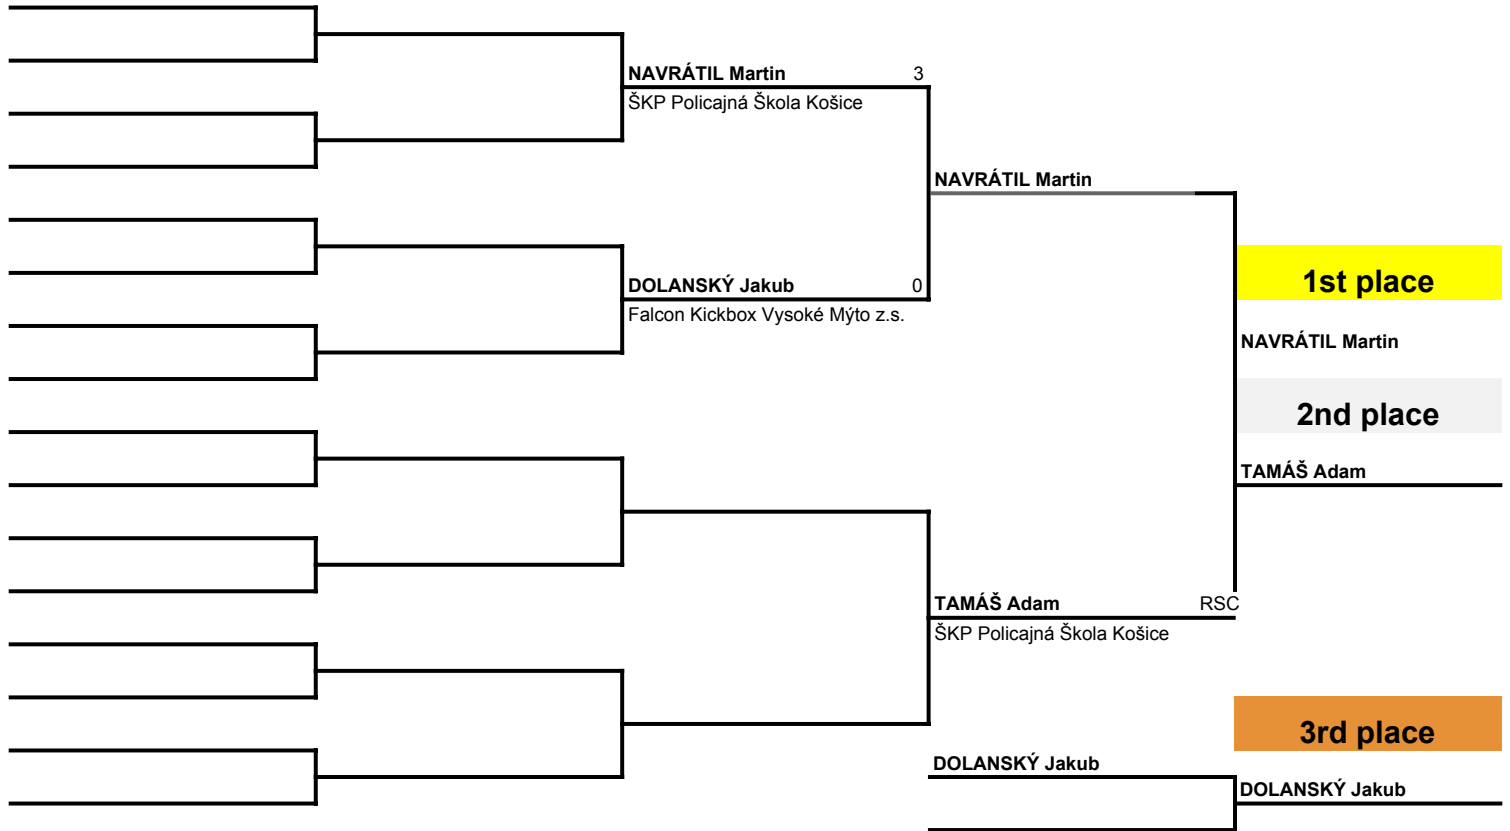 NAVRÁTIL Martin 3
ŠKP Policajná Škola Košice
NAVRÁTIL Martin
DOLANSKÝ Jakub 0
Falcon Kickbox Vysoké Mýto z.s.
1st place
NAVRÁTIL Martin
2nd place
TAMÁŠ Adam
TAMÁŠ Adam RSC
ŠKP Policajná Škola Košice
3rd place
DOLANSKÝ Jakub
DOLANSKÝ Jakub